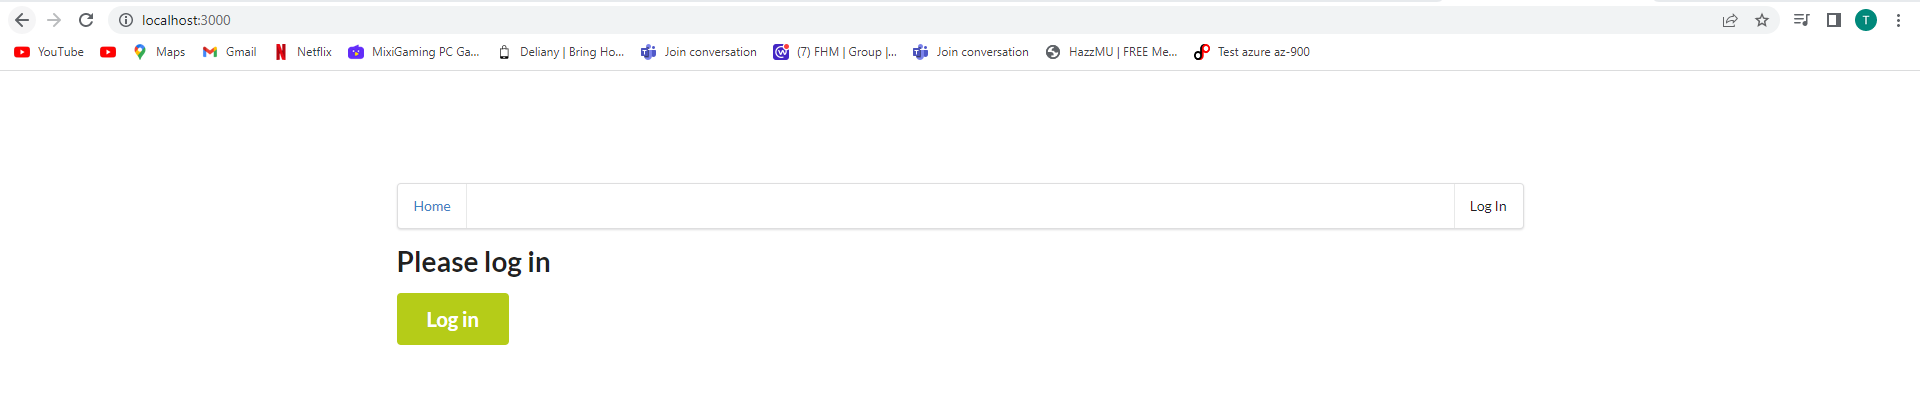 localhost:3000
T
YouTube Maps Gmail Netflix MixiGaming PC Ga... Deliany | Bring Ho... Join conversation (7) FHM | Group |... Join conversation HazzMU | FREE Me... Test azure az-900
Home Log In
Please log in
Log in